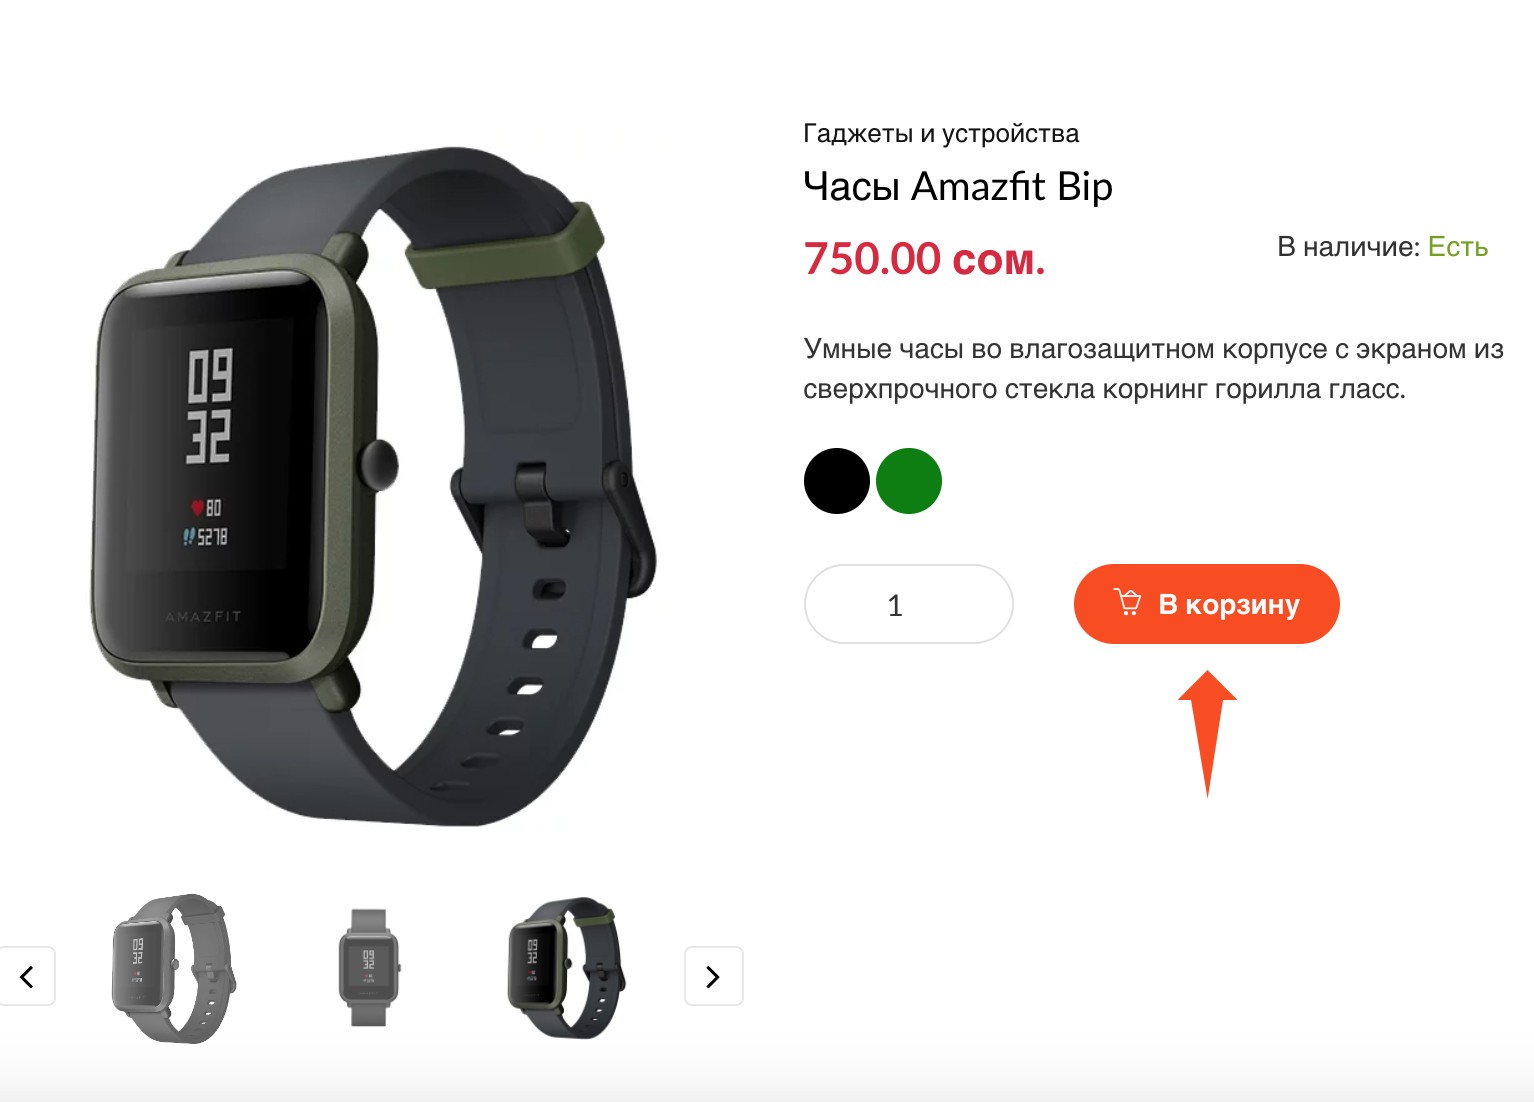 Гаджеты и устройства
Часы Amazfit Bip
750.00 сом.
В наличие: Есть
Умные часы во влагозащитном корпусе с экраном из
сверхпрочного стекла корнинг горилла гласс.
1
В корзину
09
32
80
5278
AMAZFIT
09
32
09
32
09
32